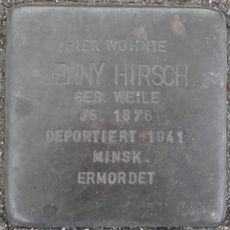 HIER WOHNTE
JENNY HIRSCH
GEB. WEILE
JG. 1876
DEPORTIERT 1941
MINSK
ERMORDET